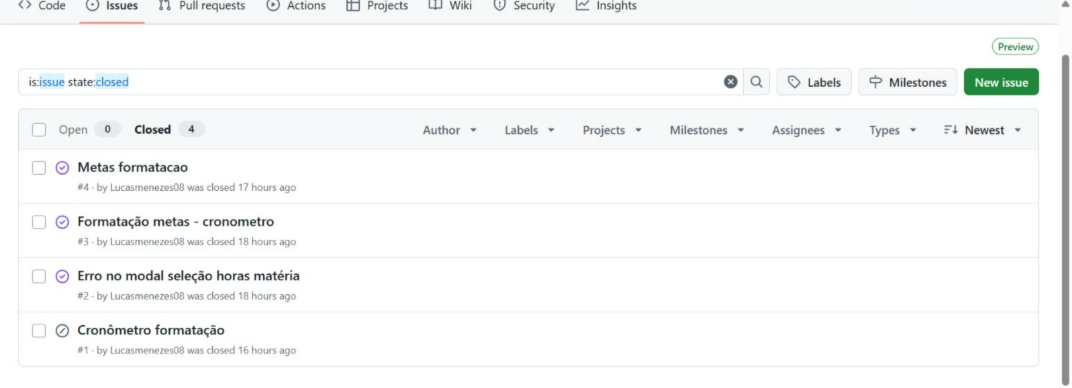 Code Issues Pull requests Actions Projects Wiki Security Insights
Preview
is:issue state:closed Labels Milestones New issue
Open 0 Closed 4 Author Labels Projects Milestones Assignees Types Newest
Metas formatacao
#4 · by Lucasmenezes08 was closed 17 hours ago
Formatação metas - cronometro
#3 · by Lucasmenezes08 was closed 18 hours ago
Erro no modal seleção horas matéria
#2 · by Lucasmenezes08 was closed 18 hours ago
Cronômetro formatação
#1 · by Lucasmenezes08 was closed 16 hours ago